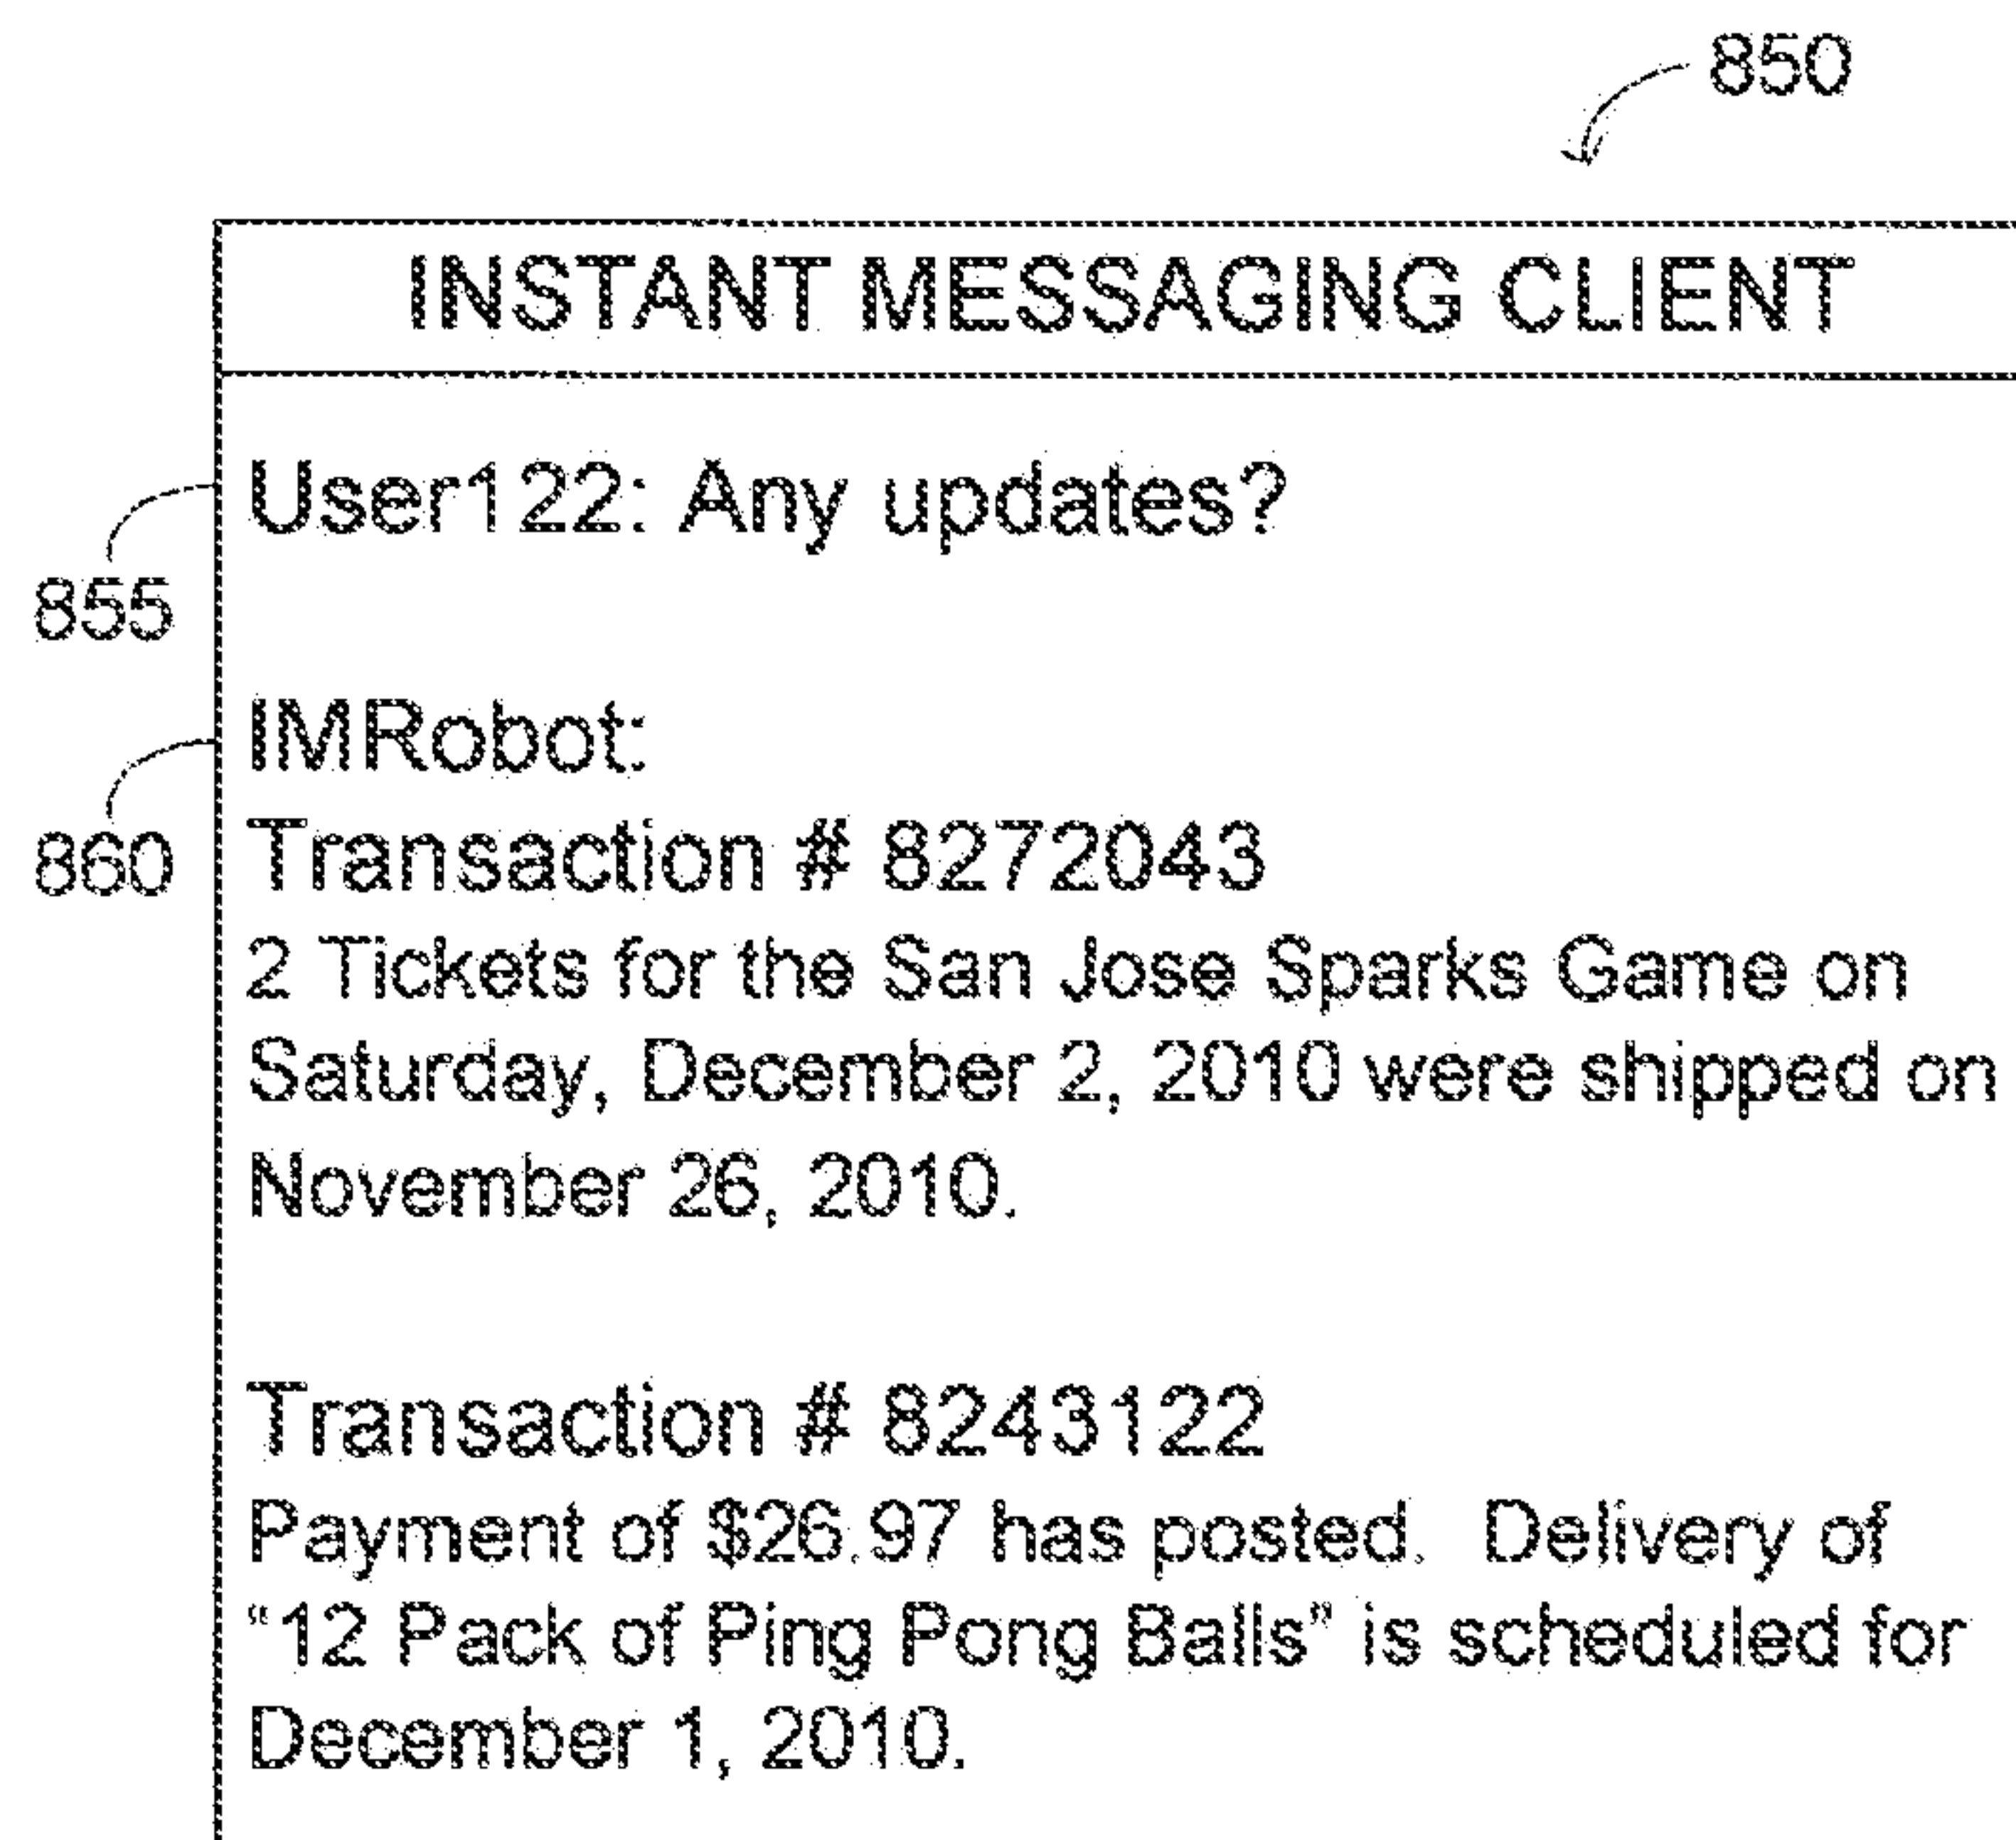 850
INSTANT MESSAGING CLIENT
User122: Any updates?
855
IMRobot:
860
Transaction # 8272043
2 Tickets for the San Jose Sparks Game on
Saturday, December 2, 2010 were shipped on
November 26, 2010.
Transaction # 8243122
Payment of $26.97 has posted. Delivery of
“12 Pack of Ping Pong Balls” is scheduled for
December 1, 2010.